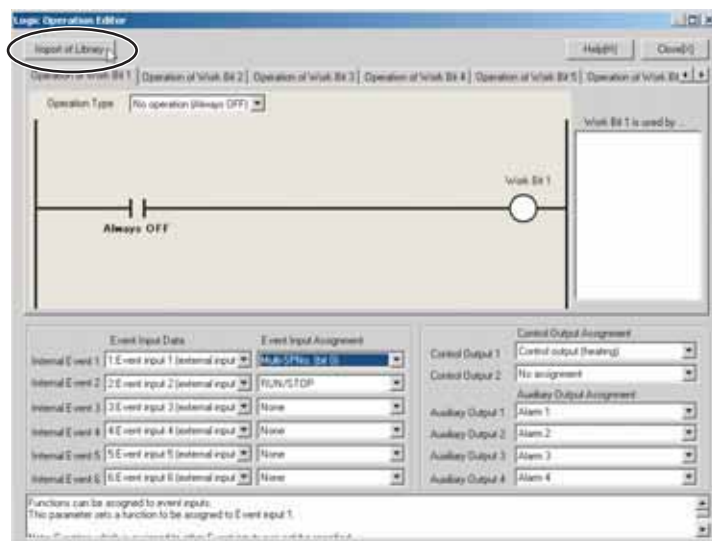 Logic Operation Editor
Import of Library
Help(H) Close(X)
Operation of Work Bit 1 Operation of Work Bit 2 Operation of Work Bit 3 Operation of Work Bit 4 Operation of Work Bit 5 Operation of Work Bit
Operation Type No operation (Always OFF)
Work Bit 1 is used by ...
Work Bit 1
Always OFF
Event Input Data Event Input Assignment
Internal Event 1 1:Event input 1 (external input Multi-SP No. (bit 0)
Internal Event 2 2:Event input 2 (external input RUN/STOP
Internal Event 3 3:Event input 3 (external input None
Internal Event 4 4:Event input 4 (external input None
Internal Event 5 5:Event input 5 (external input None
Internal Event 6 6:Event input 6 (external input None
Control Output Assignment
Control Output 1 Control output (heating)
Control Output 2 No assignment
Auxiliary Output Assignment
Auxiliary Output 1 Alarm 1
Auxiliary Output 2 Alarm 2
Auxiliary Output 3 Alarm 3
Auxiliary Output 4 Alarm 4
Functions can be assigned to event inputs.
This parameter sets a function to be assigned to Event input 1.